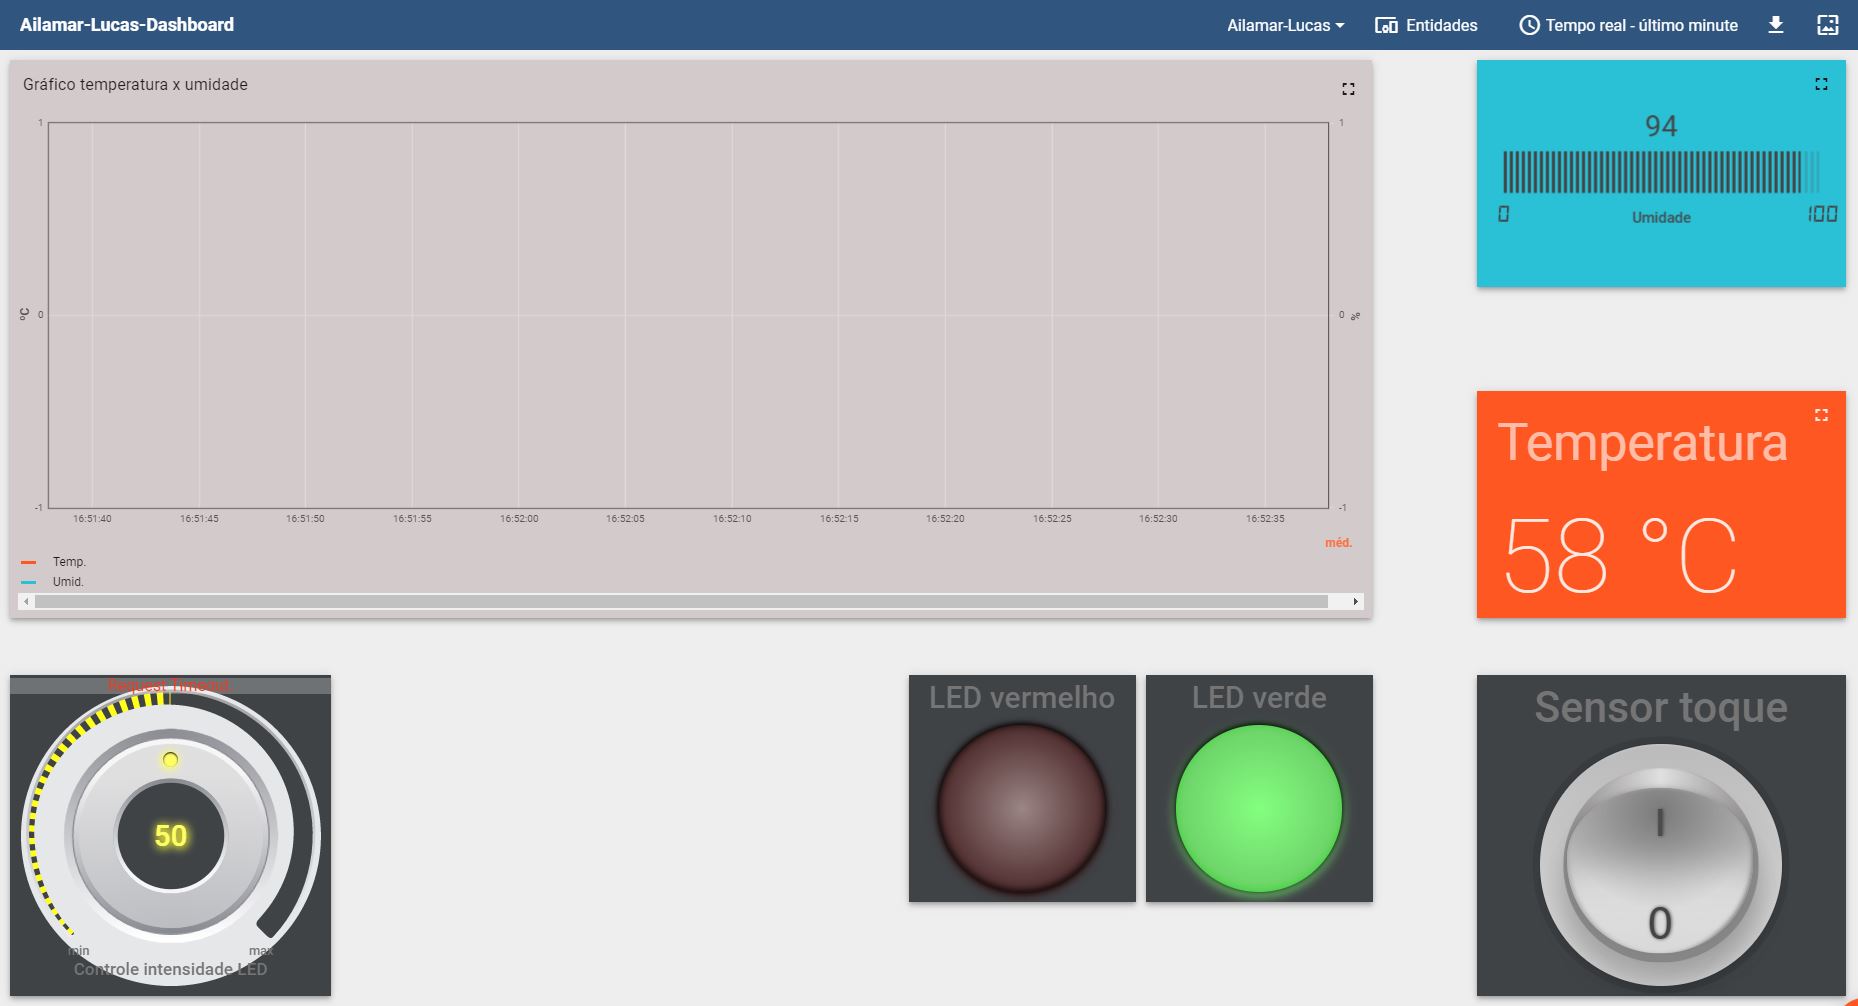 Ailamar-Lucas-Dashboard
Ailamar-Lucas
Entidades
Tempo real - último minute
Gráfico temperatura x umidade
1
0
-1
ºC
1
0
-1
%
16:51:40 16:51:45 16:51:50 16:51:55 16:52:00 16:52:05 16:52:10 16:52:15 16:52:20 16:52:25 16:52:30 16:52:35
méd.
Temp.
Umid.
94
0 Umidade 100
Temperatura
58 °C
Request Timeout
50
min max
Controle intensidade LED
LED vermelho
LED verde
Sensor toque
I
0